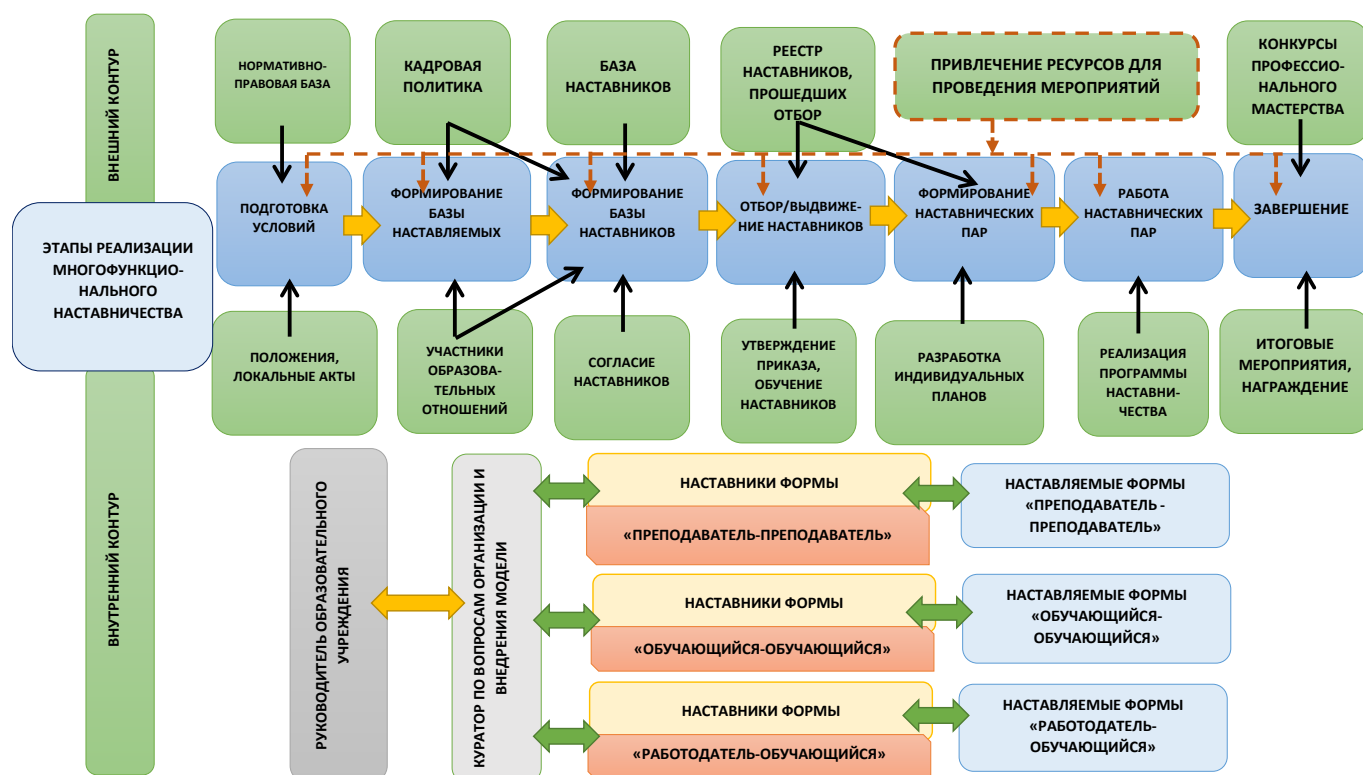 ВНЕШНИЙ КОНТУР
НОРМАТИВНО-
ПРАВОВАЯ БАЗА
КАДРОВАЯ
ПОЛИТИКА
БАЗА
НАСТАВНИКОВ
РЕЕСТР
НАСТАВНИКОВ,
ПРОШЕДШИХ
ОТБОР
ПРИВЛЕЧЕНИЕ РЕСУРСОВ ДЛЯ
ПРОВЕДЕНИЯ МЕРОПРИЯТИЙ
КОНКУРСЫ
ПРОФЕССИО-
НАЛЬНОГО
МАСТЕРСТВА
ЭТАПЫ РЕАЛИЗАЦИИ
МНОГОФУНКЦИО-
НАЛЬНОГО
НАСТАВНИЧЕСТВА
ПОДГОТОВКА
УСЛОВИЙ
ФОРМИРОВАНИЕ
БАЗЫ
НАСТАВЛЯЕМЫХ
ФОРМИРОВАНИЕ
БАЗЫ
НАСТАВНИКОВ
ОТБОР/ВЫДВИЖЕ-
НИЕ НАСТАВНИКОВ
ФОРМИРОВАНИЕ
НАСТАВНИЧЕСКИХ
ПАР
РАБОТА
НАСТАВНИЧЕСКИХ
ПАР
ЗАВЕРШЕНИЕ
ПОЛОЖЕНИЯ,
ЛОКАЛЬНЫЕ АКТЫ
УЧАСТНИКИ
ОБРАЗОВА-
ТЕЛЬНЫХ
ОТНОШЕНИЙ
СОГЛАСИЕ
НАСТАВНИКОВ
УТВЕРЖДЕНИЕ
ПРИКАЗА,
ОБУЧЕНИЕ
НАСТАВНИКОВ
РАЗРАБОТКА
ИНДИВИДУАЛЬНЫХ
ПЛАНОВ
РЕАЛИЗАЦИЯ
ПРОГРАММЫ
НАСТАВНИ-
ЧЕСТВА
ИТОГОВЫЕ
МЕРОПРИЯТИЯ,
НАГРАЖДЕНИЕ
ВНУТРЕННИЙ КОНТУР
РУКОВОДИТЕЛЬ ОБРАЗОВАТЕЛЬНОГО
УЧРЕЖДЕНИЯ
КУРАТОР ПО ВОПРОСАМ ОРГАНИЗАЦИИ И
ВНЕДРЕНИЯ МОДЕЛИ
НАСТАВНИКИ ФОРМЫ
«ПРЕПОДАВАТЕЛЬ-ПРЕПОДАВАТЕЛЬ»
НАСТАВЛЯЕМЫЕ ФОРМЫ
«ПРЕПОДАВАТЕЛЬ -
ПРЕПОДАВАТЕЛЬ»
НАСТАВНИКИ ФОРМЫ
«ОБУЧАЮЩИЙСЯ-ОБУЧАЮЩИЙСЯ»
НАСТАВЛЯЕМЫЕ ФОРМЫ
«ОБУЧАЮЩИЙСЯ-
ОБУЧАЮЩИЙСЯ»
НАСТАВНИКИ ФОРМЫ
«РАБОТОДАТЕЛЬ-ОБУЧАЮЩИЙСЯ»
НАСТАВЛЯЕМЫЕ ФОРМЫ
«РАБОТОДАТЕЛЬ-
ОБУЧАЮЩИЙСЯ»